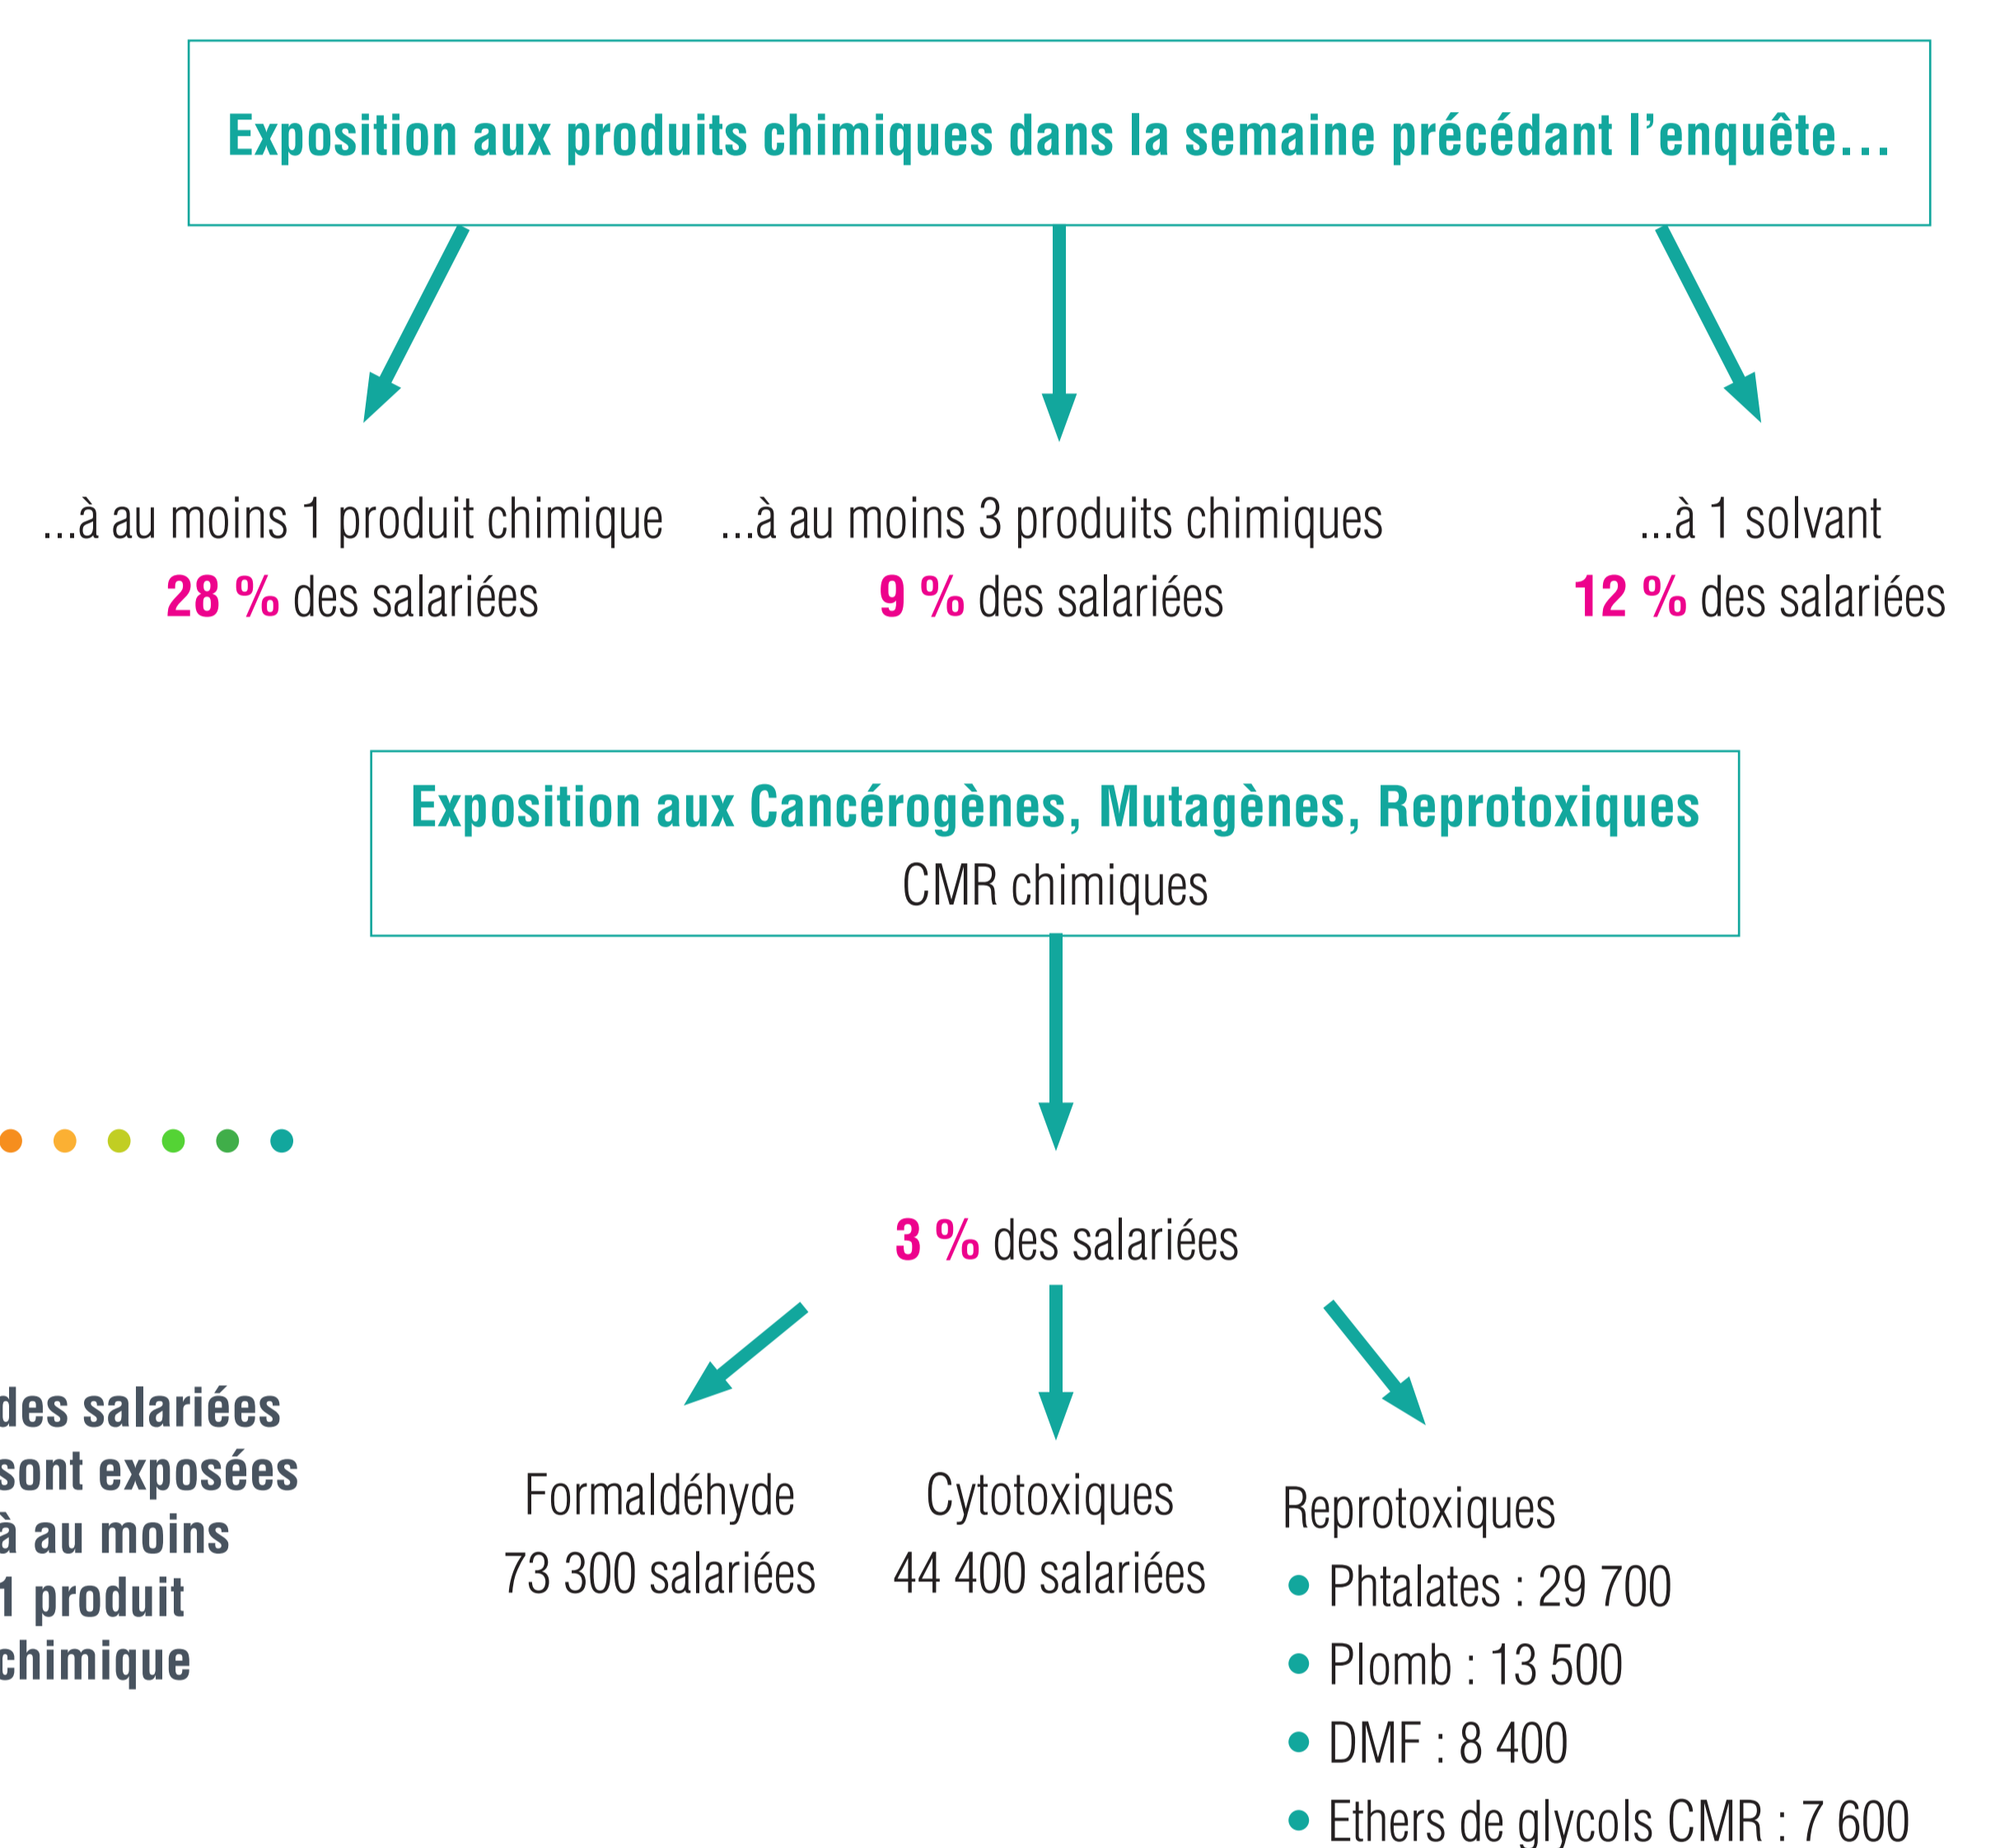 Exposition aux produits chimiques dans la semaine précédant l'enquête...
...à au moins 1 produit chimique
28 % des salariées
...à au moins 3 produits chimiques
9 % des salariées
...à 1 solvant
12 % des salariées
Exposition aux Cancérogènes, Mutagènes, Reprotoxiques
CMR chimiques
3 % des salariées
des salariées
sont exposées
à au moins
1 produit
chimique
Formaldéhyde
73 300 salariées
Cytotoxiques
44 400 salariées
Reprotoxiques
Phtalates : 29 700
Plomb : 13 500
DMF : 8 400
Ethers de glycols CMR : 7 600